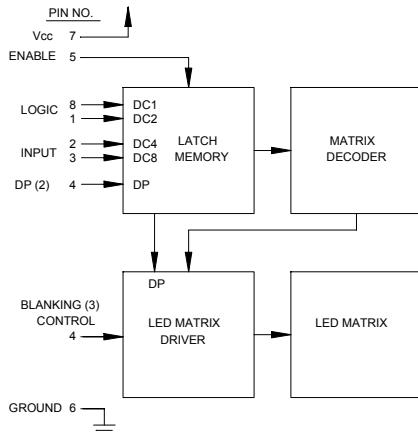 PIN NO.
Vcc 7
ENABLE 5
LOGIC
8 DC1
1 DC2
INPUT
2 DC4
3 DC8
DP (2) 4 DP
LATCH
MEMORY
MATRIX
DECODER
DP
BLANKING (3)
CONTROL
4
LED MATRIX
DRIVER
LED MATRIX
GROUND 6